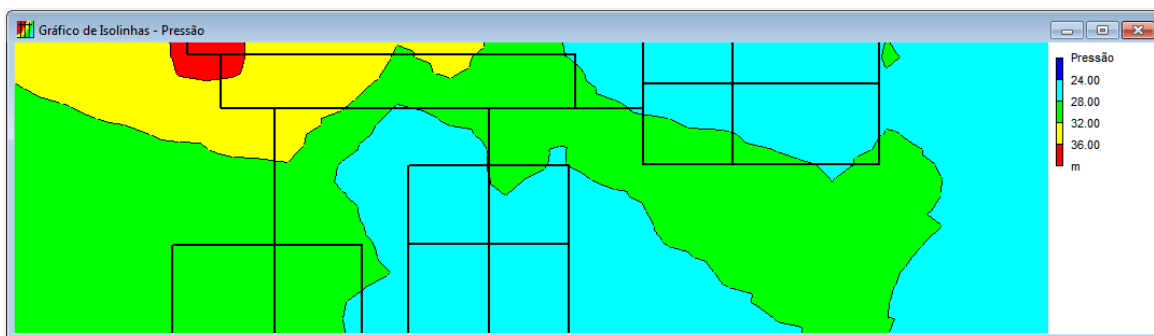 Gráfico de Isolinhas - Pressão
Pressão
24.00
28.00
32.00
36.00
m